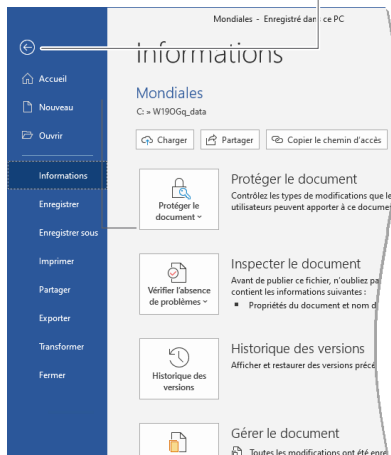 Mondiales - Enregistré dans ce PC
Informations
Accueil
Nouveau
Ouvrir
Informations
Enregistrer
Enregistrer sous
Imprimer
Partager
Exporter
Transformer
Fermer
Mondiales
C: » W19OGq_data
Charger
Partager
Copier le chemin d'accès
Protéger le
document
Protéger le document
Contrôlez les types de modifications que le
utilisateurs peuvent apporter à ce docume
Vérifier l'absence
de problèmes
Inspecter le document
Avant de publier ce fichier, n'oubliez pa
contient les informations suivantes :
Propriétés du document et nom d
Historique des
versions
Historique des versions
Afficher et restaurer des versions précé
Gérer le document
Toutes les modifications ont été enre